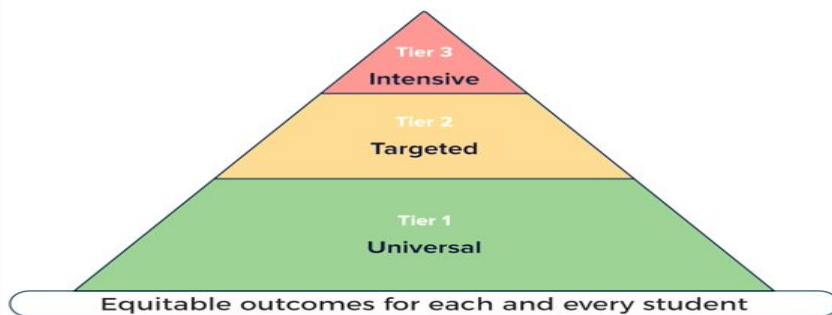 Tier 3
Intensive
Tier 2
Targeted
Tier 1
Universal
Equitable outcomes for each and every student